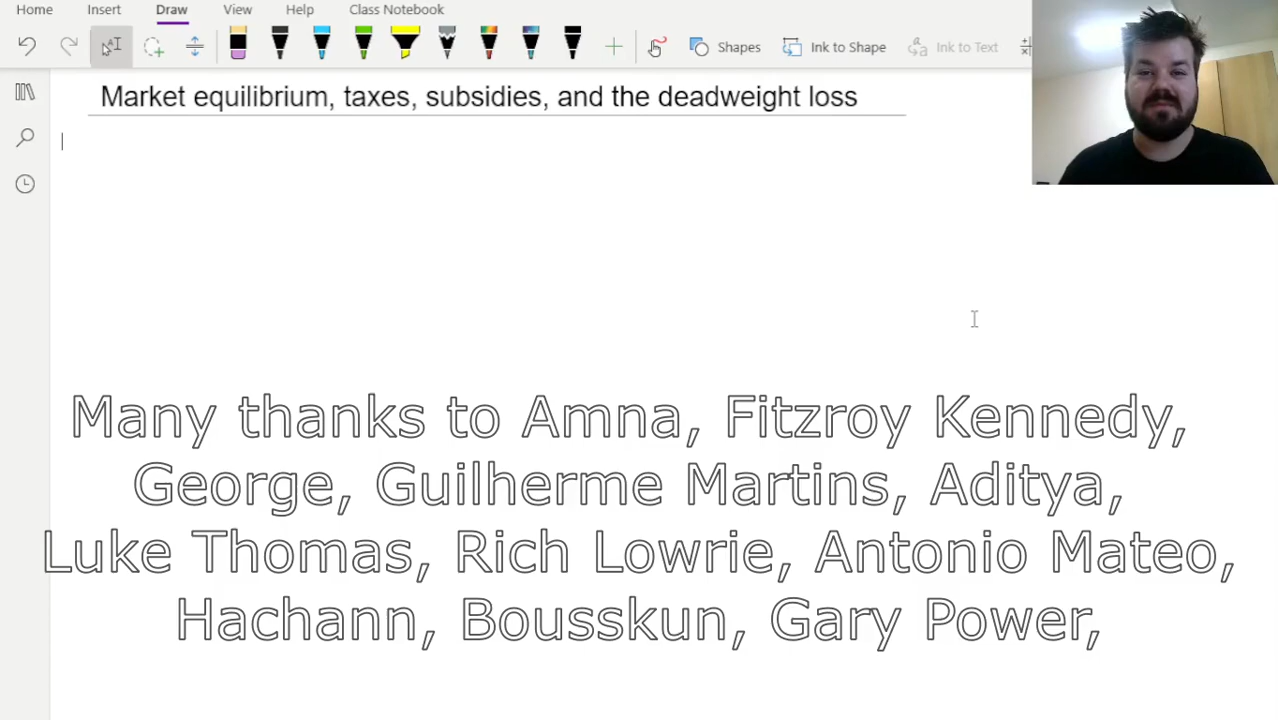 Home Insert Draw View Help Class Notebook
Shapes Ink to Shape Ink to Text
Market equilibrium, taxes, subsidies, and the deadweight loss
Many thanks to Amna, Fitzroy Kennedy,
George, Guilherme Martins, Aditya,
Luke Thomas, Rich Lowrie, Antonio Mateo,
Hachann, Bousskun, Gary Power,